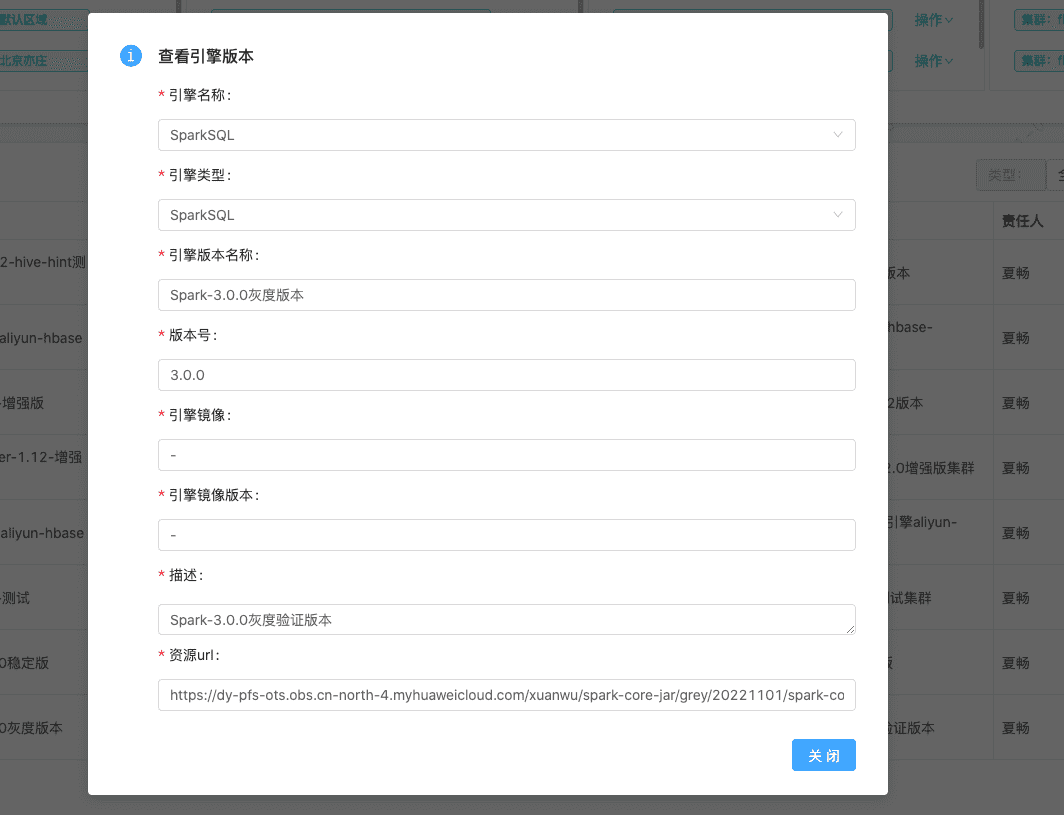 默认区域
操作
集群:
北京亦庄
操作
集群:
查看引擎版本
* 引擎名称:
SparkSQL
* 引擎类型:
SparkSQL
类型:
* 引擎版本名称:
责任人
2-hive-hint测
版本
夏畅
Spark-3.0.0灰度版本
* 版本号:
aliyun-hbase
hbase-
夏畅
3.0.0
-增强版
2版本
夏畅
* 引擎镜像:
-
er-1.12-增强
2.0增强版集群
夏畅
* 引擎镜像版本:
aliyun-hbase
引擎aliyun-
夏畅
-
* 描述:
-测试
测试集群
夏畅
Spark-3.0.0灰度验证版本
* 资源url:
0稳定版
夏畅
https://dy-pfs-ots.obs.cn-north-4.myhuaweicloud.com/xuanwu/spark-core-jar/grey/20221101/spark-co
0灰度版本
验证版本
夏畅
关 闭